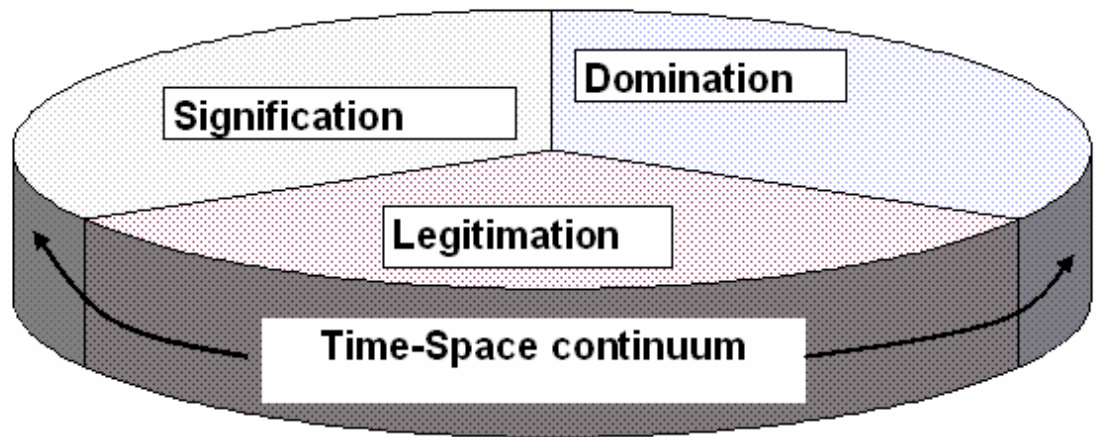 Domination
Signification
Legitimation
Time-Space continuum